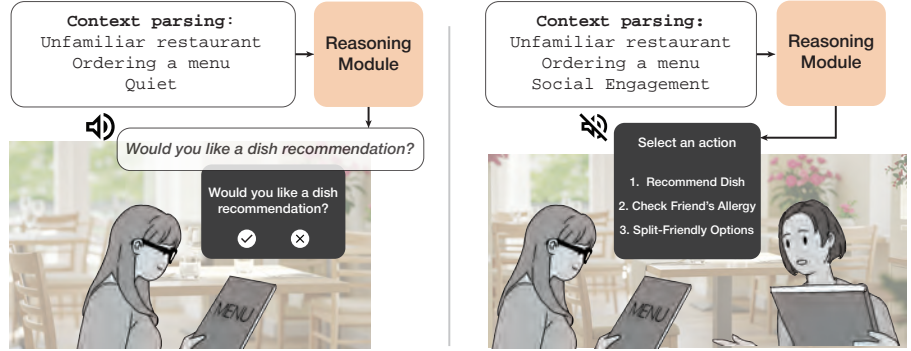 Context parsing:
Unfamiliar restaurant
Ordering a menu
Quiet
Reasoning
Module
Would you like a dish recommendation?
Would you like a dish
recommendation?
MENU
Context parsing:
Unfamiliar restaurant
Ordering a menu
Social Engagement
Reasoning
Module
Select an action
1. Recommend Dish
2. Check Friend's Allergy
3. Split-Friendly Options
MENU